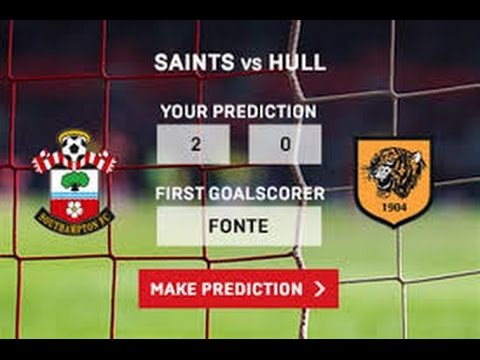 SAINTS vs HULL
YOUR PREDICTION
2 0
FIRST GOALSCORER
FONTE
MAKE PREDICTION >
SOUTHAMPTON FC
1904